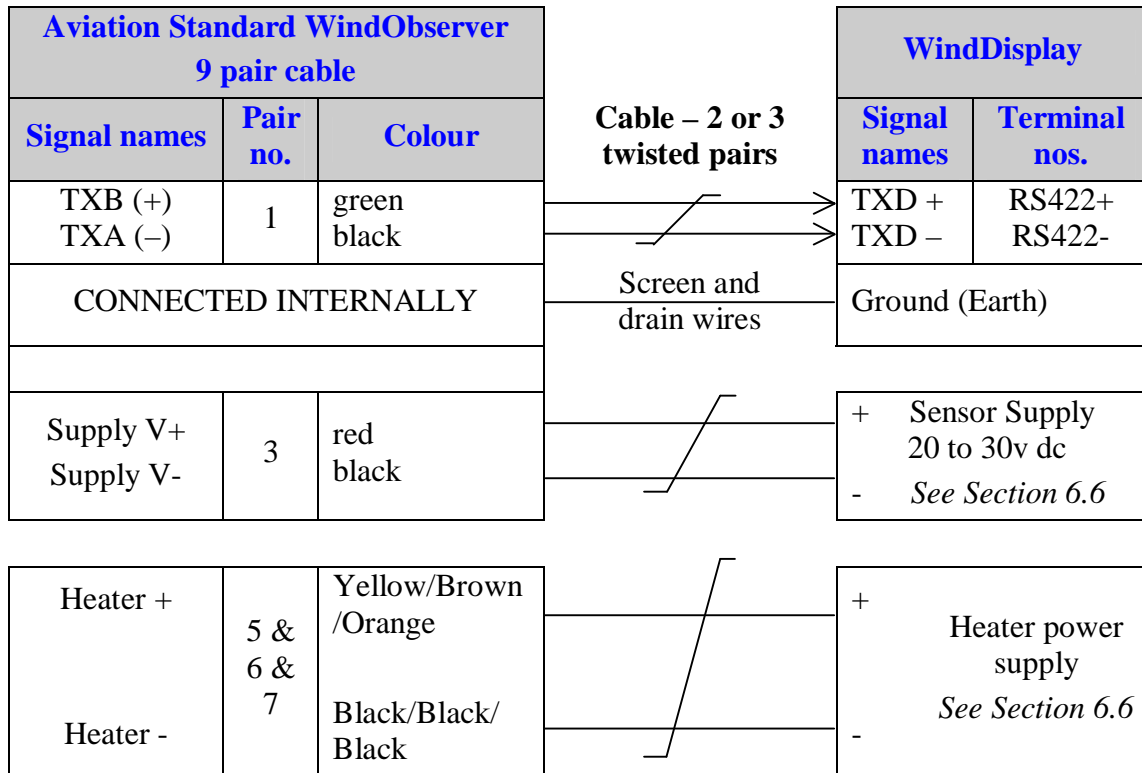 Aviation Standard WindObserver
9 pair cable
WindDisplay
Signal names
Pair
no.
Colour
Cable – 2 or 3
twisted pairs
Signal
names
Terminal
nos.
TXB (+)
TXA (–)
1
green
black
TXD +
TXD –
RS422+
RS422-
CONNECTED INTERNALLY
Screen and
drain wires
Ground (Earth)
Supply V+
Supply V-
3
red
black
+ Sensor Supply
20 to 30v dc
- See Section 6.6
Heater +
Heater -
5 &
6 &
7
Yellow/Brown
/Orange
Black/Black/
Black
+
Heater power
supply
See Section 6.6
-